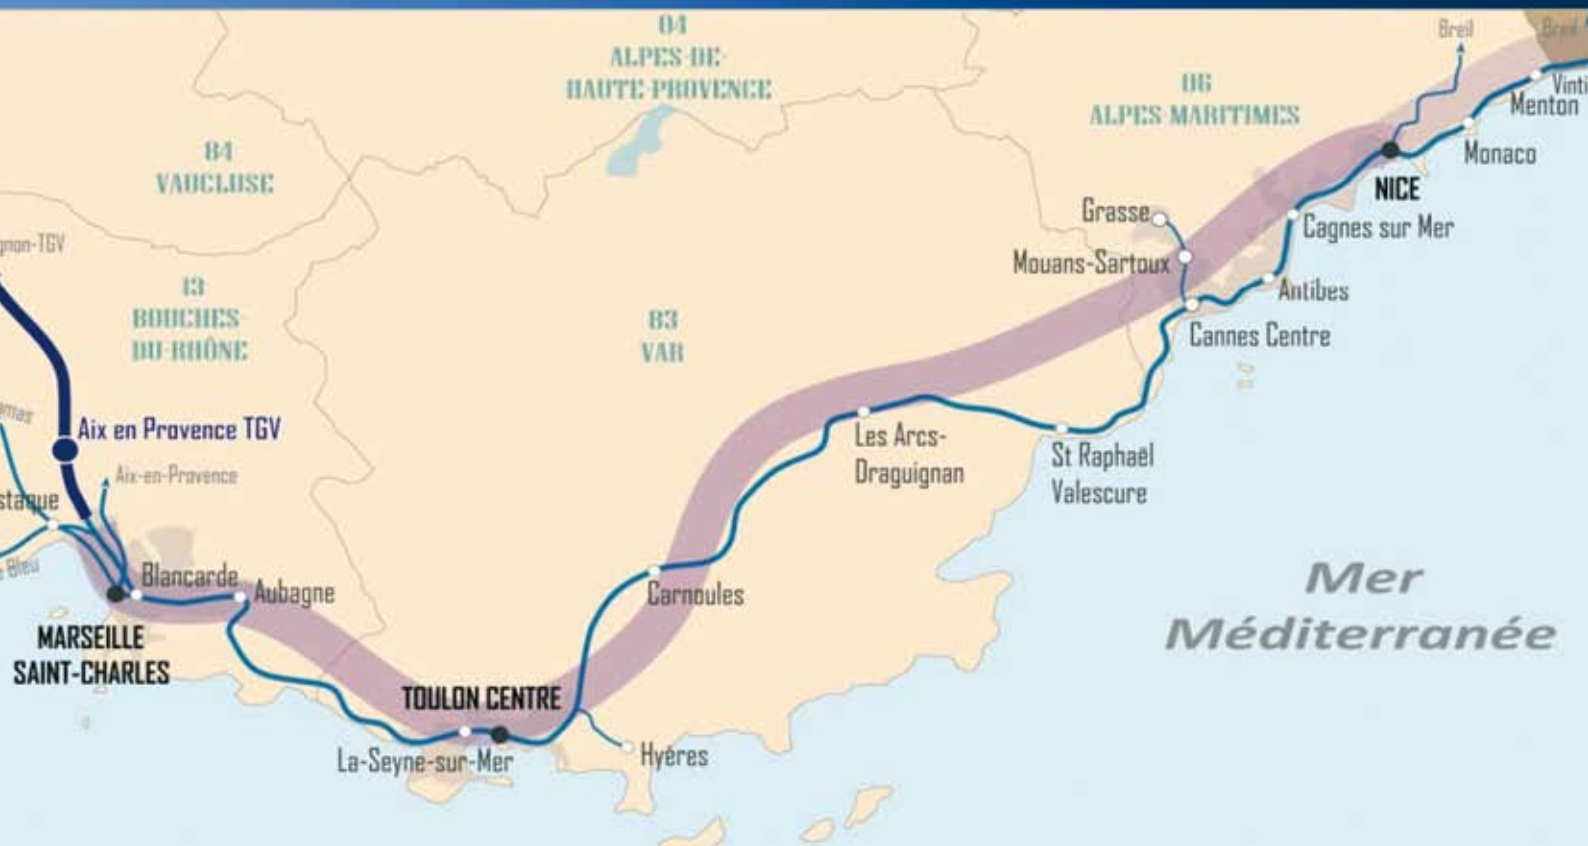 04
ALPES-DE-
HAUTE-PROVENCE
Breil
Breil
06
ALPES-MARITIMES
Menton
Monaco
NICE
84
VAUCLUSE
Grasse
Cagnes sur Mer
Mouans-Sartoux
Antibes
Cannes Centre
13
BOUCHES-
DU-RHÔNE
83
VAR
Aix en Provence TGV
Aix-en-Provence
Les Arcs-
Draguignan
St Raphaël
Valescure
Blancarde
Aubagne
Carnoules
MARSEILLE
SAINT-CHARLES
TOULON CENTRE
La-Seyne-sur-Mer
Hyères
Mer
Méditerranée